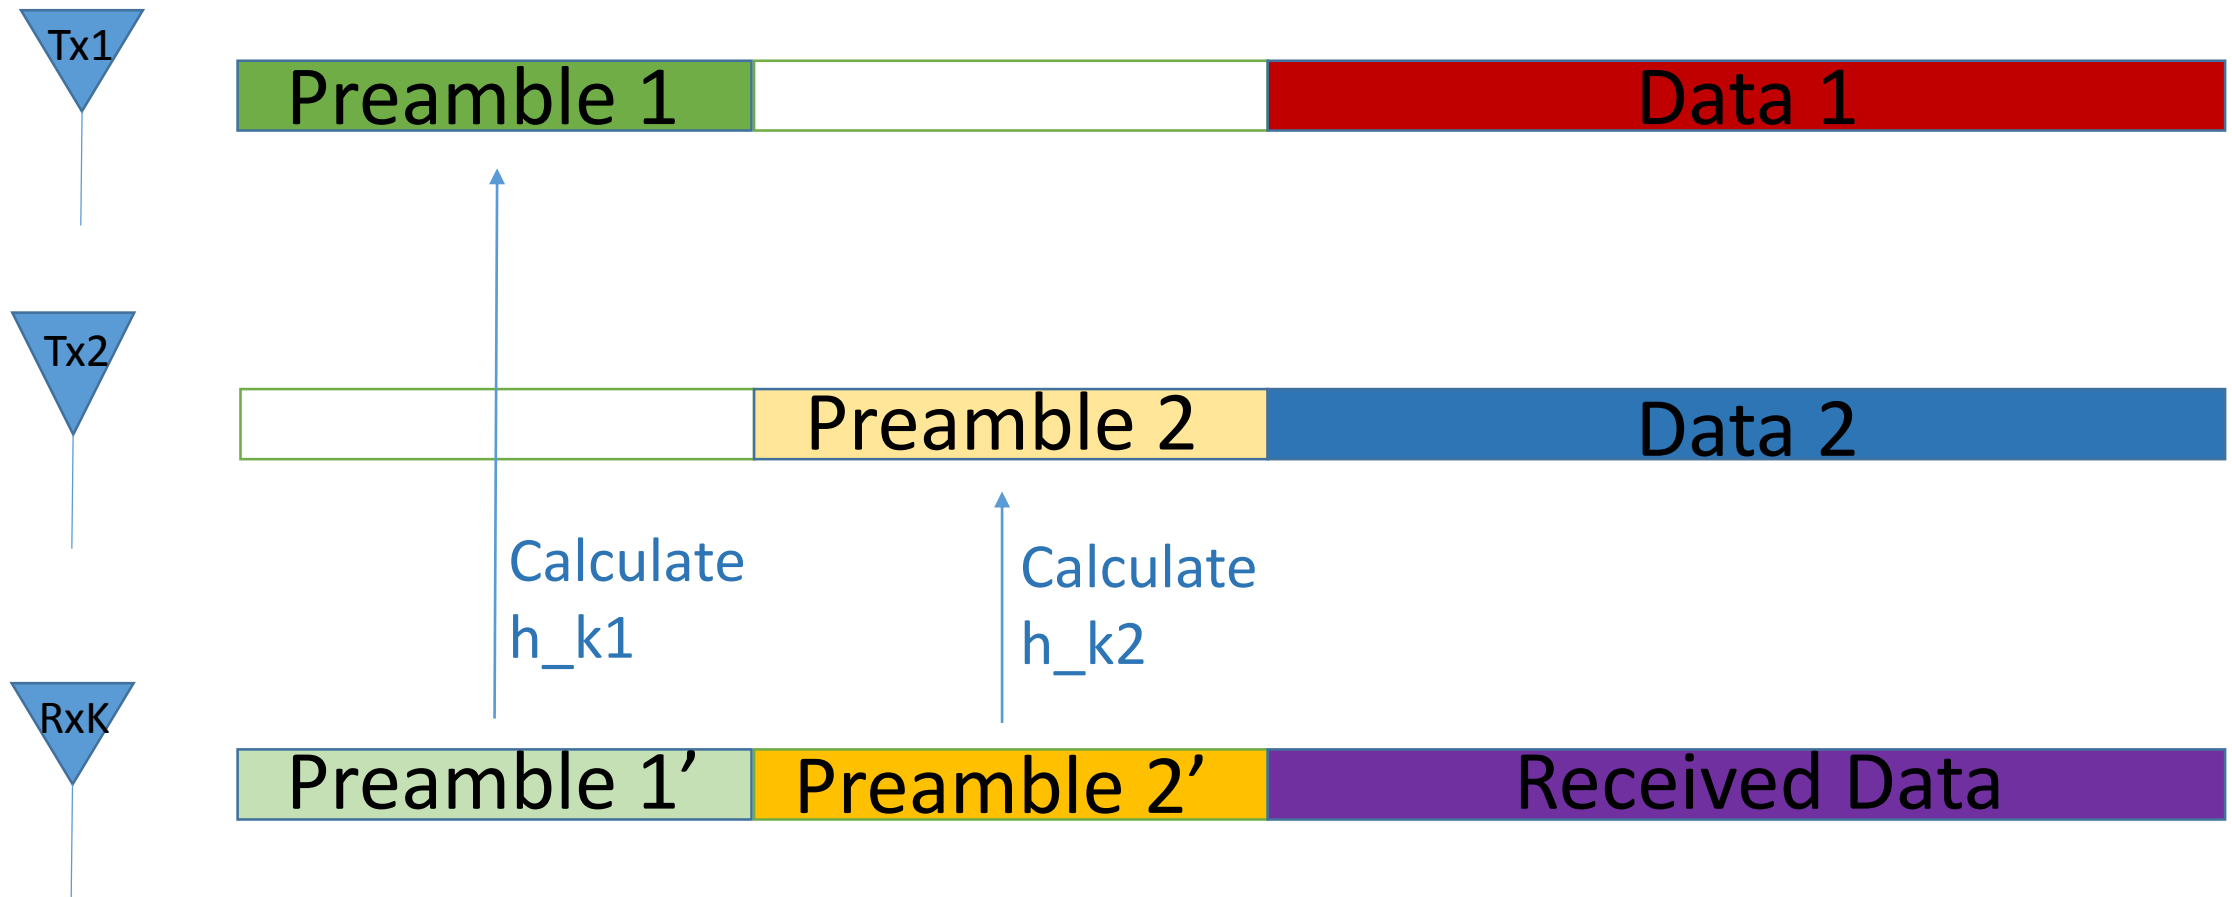 Tx1
Preamble 1
Data 1
Tx2
Preamble 2
Data 2
Calculate
h_k1
Calculate
h_k2
RxK
Preamble 1’
Preamble 2’
Received Data